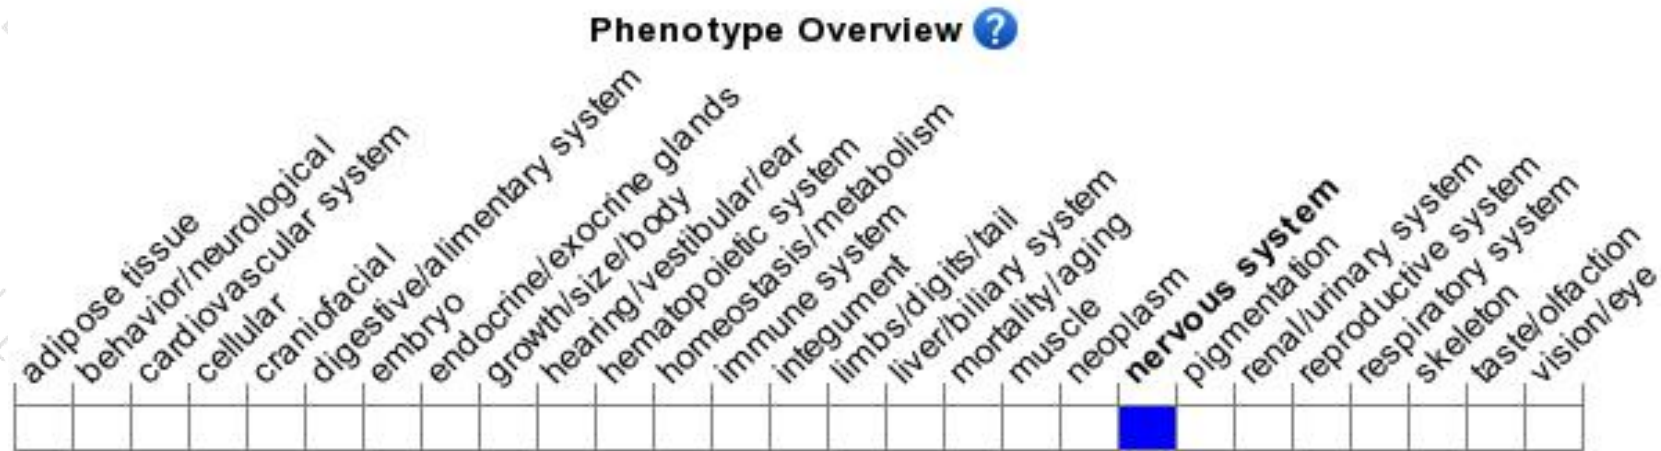 Phenotype Overview ?
adipose tissue
behavior/neurological
cardiovascular system
cellular
craniofacial
digestive/alimentary system
embryo
endocrine/exocrine glands
growth/size/body
hearing/vestibular/ear
hematopoietic system
homeostasis/metabolism
immune system
integument
limbs/digits/tail
liver/biliary system
mortality/aging
muscle
neoplasm
nervous system
pigmentation
renal/urinary system
reproductive system
respiratory system
skeleton
taste/olfaction
vision/eye